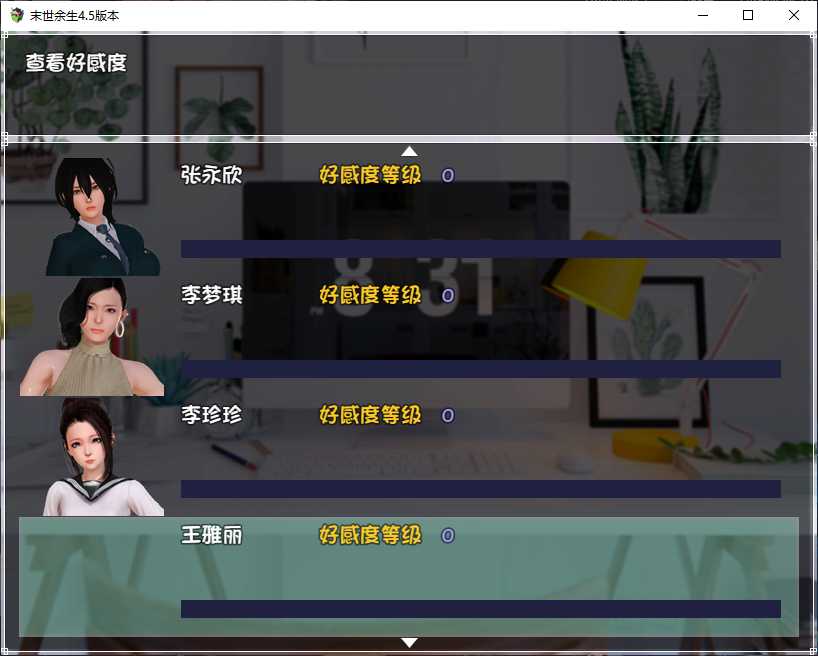 末世余生4.5版本
查看好感度
张永欣 好感度等级 0
8 31
李梦琪 好感度等级 0
李珍珍 好感度等级 0
王雅丽 好感度等级 0